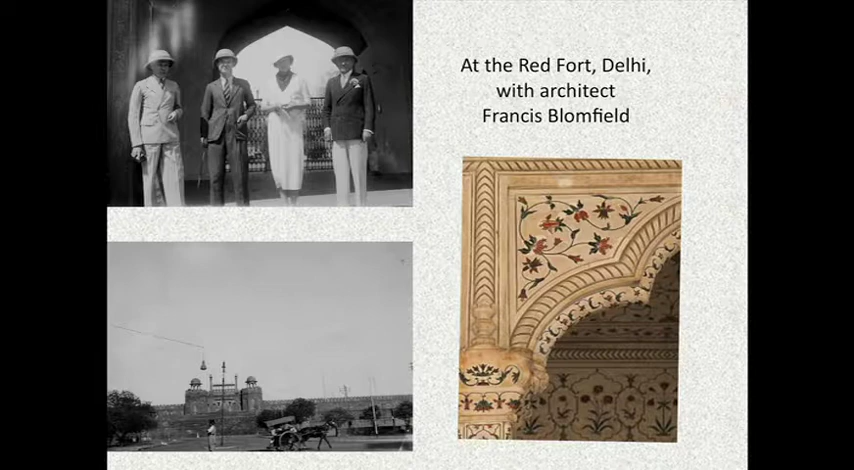 At the Red Fort, Delhi,
with architect
Francis Blomfield